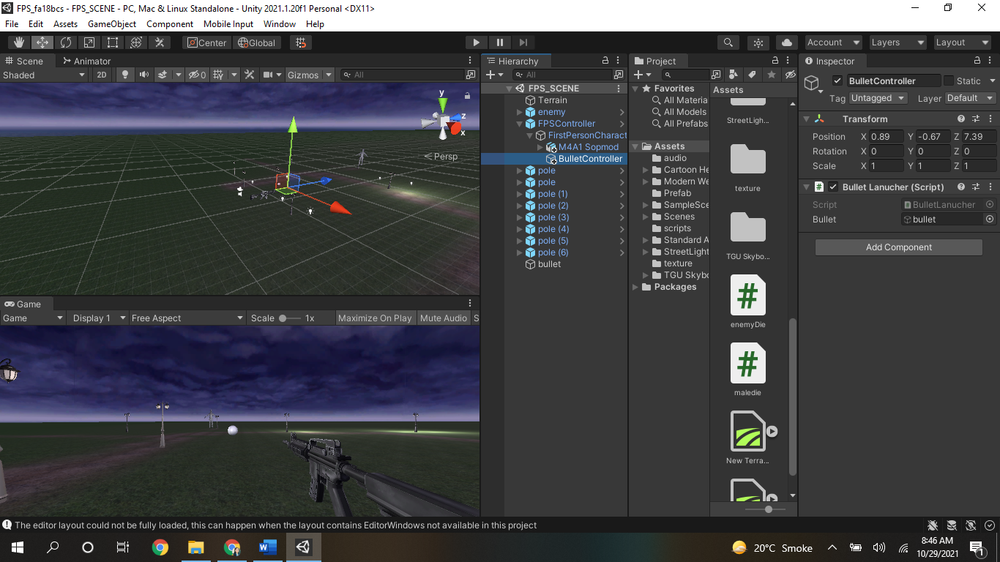 FPS_fa18bcs - FPS_SCENE - PC, Mac & Linux Standalone - Unity 2021.1.20f1 Personal <DX11>
File Edit Assets GameObject Component Mobile Input Window Help
Center Global Account Layers Layout
Scene Animator
Shaded 2D 0 Gizmos All
y
z
x
Persp
Game
Game Display 1 Free Aspect Scale 1x Maximize On Play Mute Audio S
Hierarchy
All
FPS_SCENE
Terrain
enemy
FPSController
FirstPersonCharact
M4A1 Sopmod
BulletController
pole
pole
pole (1)
pole (2)
pole (3)
pole (4)
pole (5)
pole (6)
bullet
Project
Favorites
All Materia
All Models
All Prefabs
Assets
audio
Cartoon He
Modern We
Prefab
SampleSce
Scenes
scripts
Standard A
StreetLight
texture
TGU Skybo
Packages
Assets
StreetLigh...
texture
TGU Skybo...
enemyDie
maledie
New Terra...
Inspector
BulletController Static
Tag Untagged Layer Default
Transform
Position X 0.89 Y -0.67 Z 7.39
Rotation X 0 Y 0 Z 0
Scale X 1 Y 1 Z 1
# Bullet Lanucher (Script)
Script BulletLanucher
Bullet bullet
Add Component
The editor layout could not be fully loaded, this can happen when the layout contains EditorWindows not available in this project
20°C Smoke
8:46 AM
10/29/2021
1